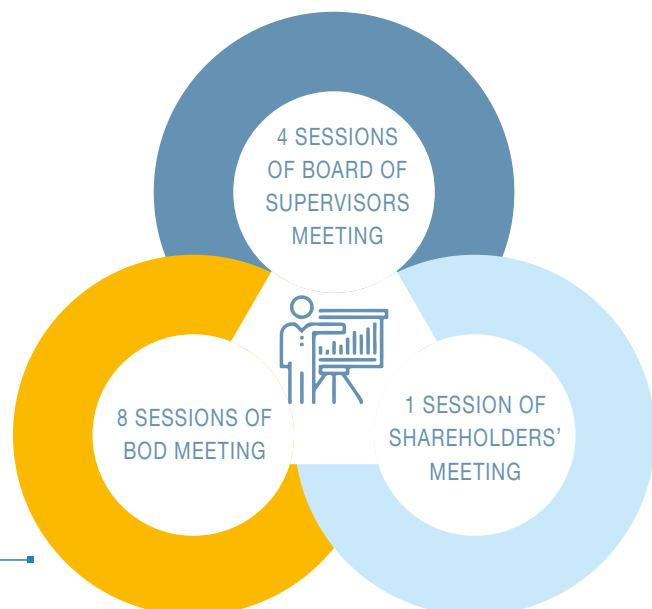 4 SESSIONS
OF BOARD OF
SUPERVISORS
MEETING
8 SESSIONS OF
BOD MEETING
1 SESSION OF
SHAREHOLDERS’
MEETING